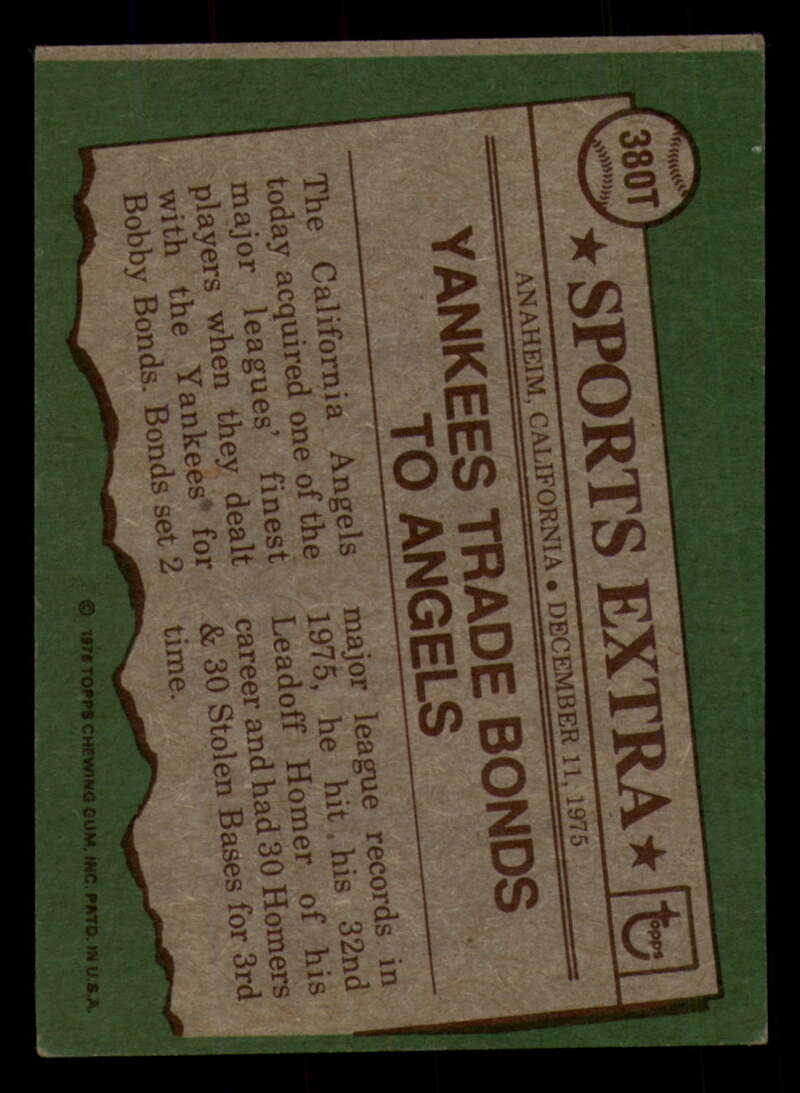 380T
★ SPORTS EXTRA ★
topps
ANAHEIM, CALIFORNIA • DECEMBER 11, 1975
YANKEES TRADE BONDS
TO ANGELS
The California Angels
today acquired one of the
major leagues' finest
players when they dealt
with the Yankees for
Bobby Bonds. Bonds set 2
major league records in
1975, he hit his 32nd
Leadoff Homer of his
career and had 30 Homers
& 30 Stolen Bases for 3rd
time.
© 1976 TOPPS CHEWING GUM, INC. PRTD. IN U.S.A.